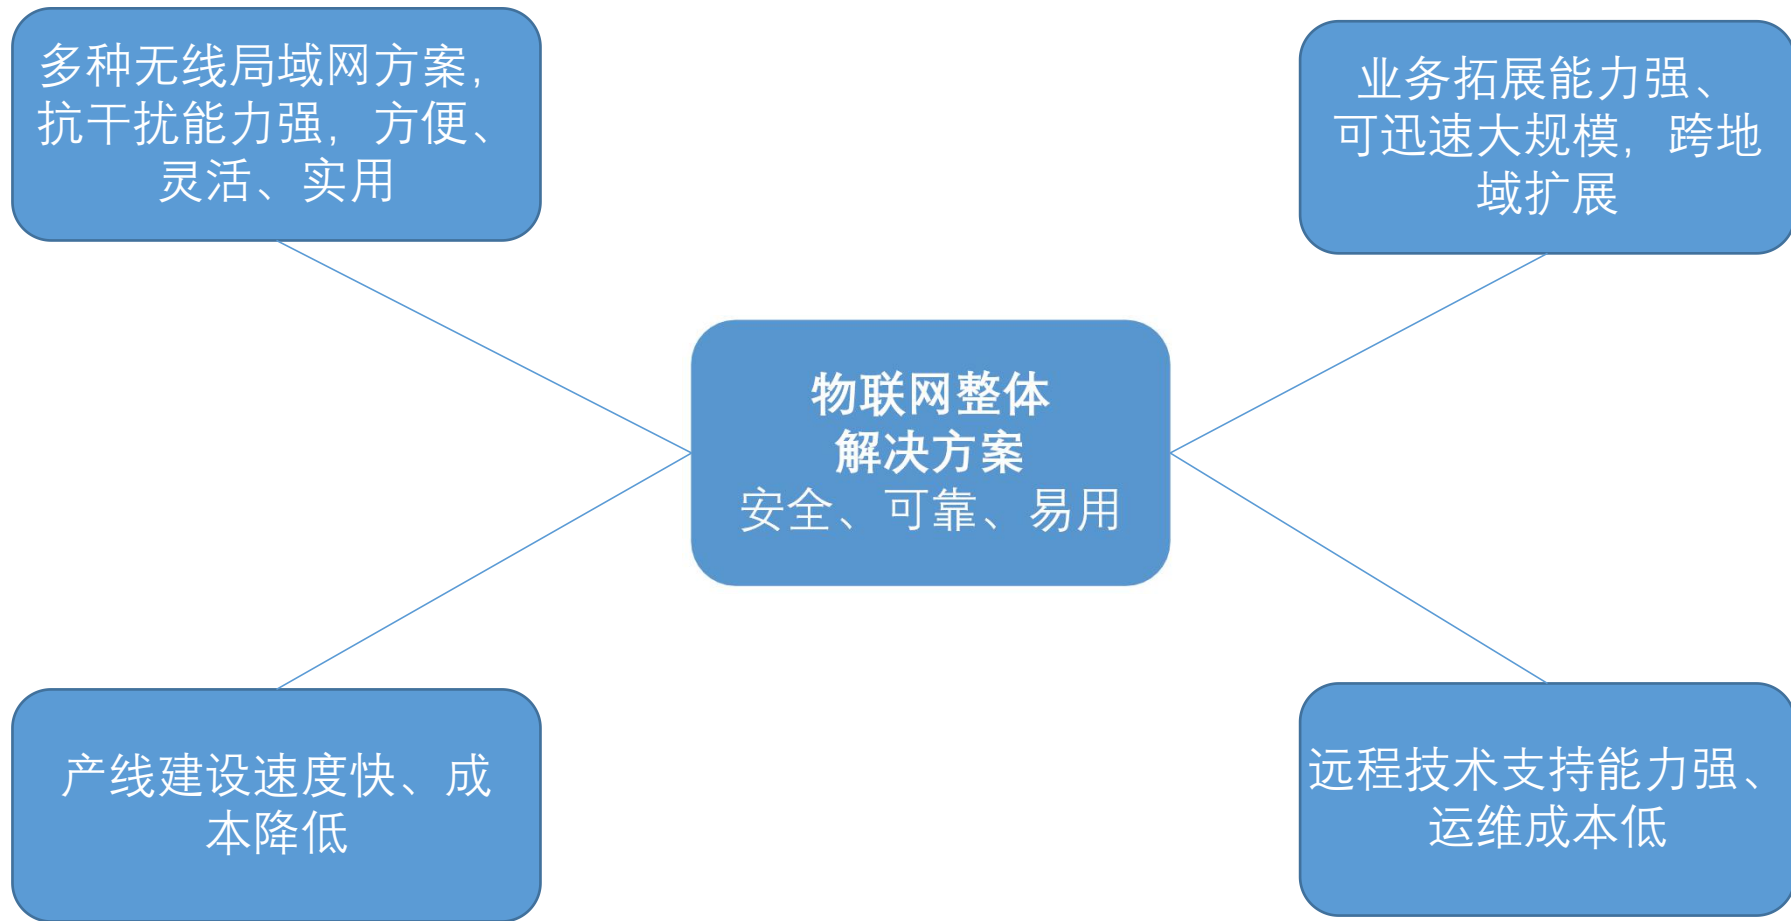 多种无线局域网方案,
抗干扰能力强,方便、
灵活、实用
业务拓展能力强、
可迅速大规模,跨地
域扩展
物联网整体
解决方案
安全、可靠、易用
产线建设速度快、成
本降低
远程技术支持能力强、
运维成本低